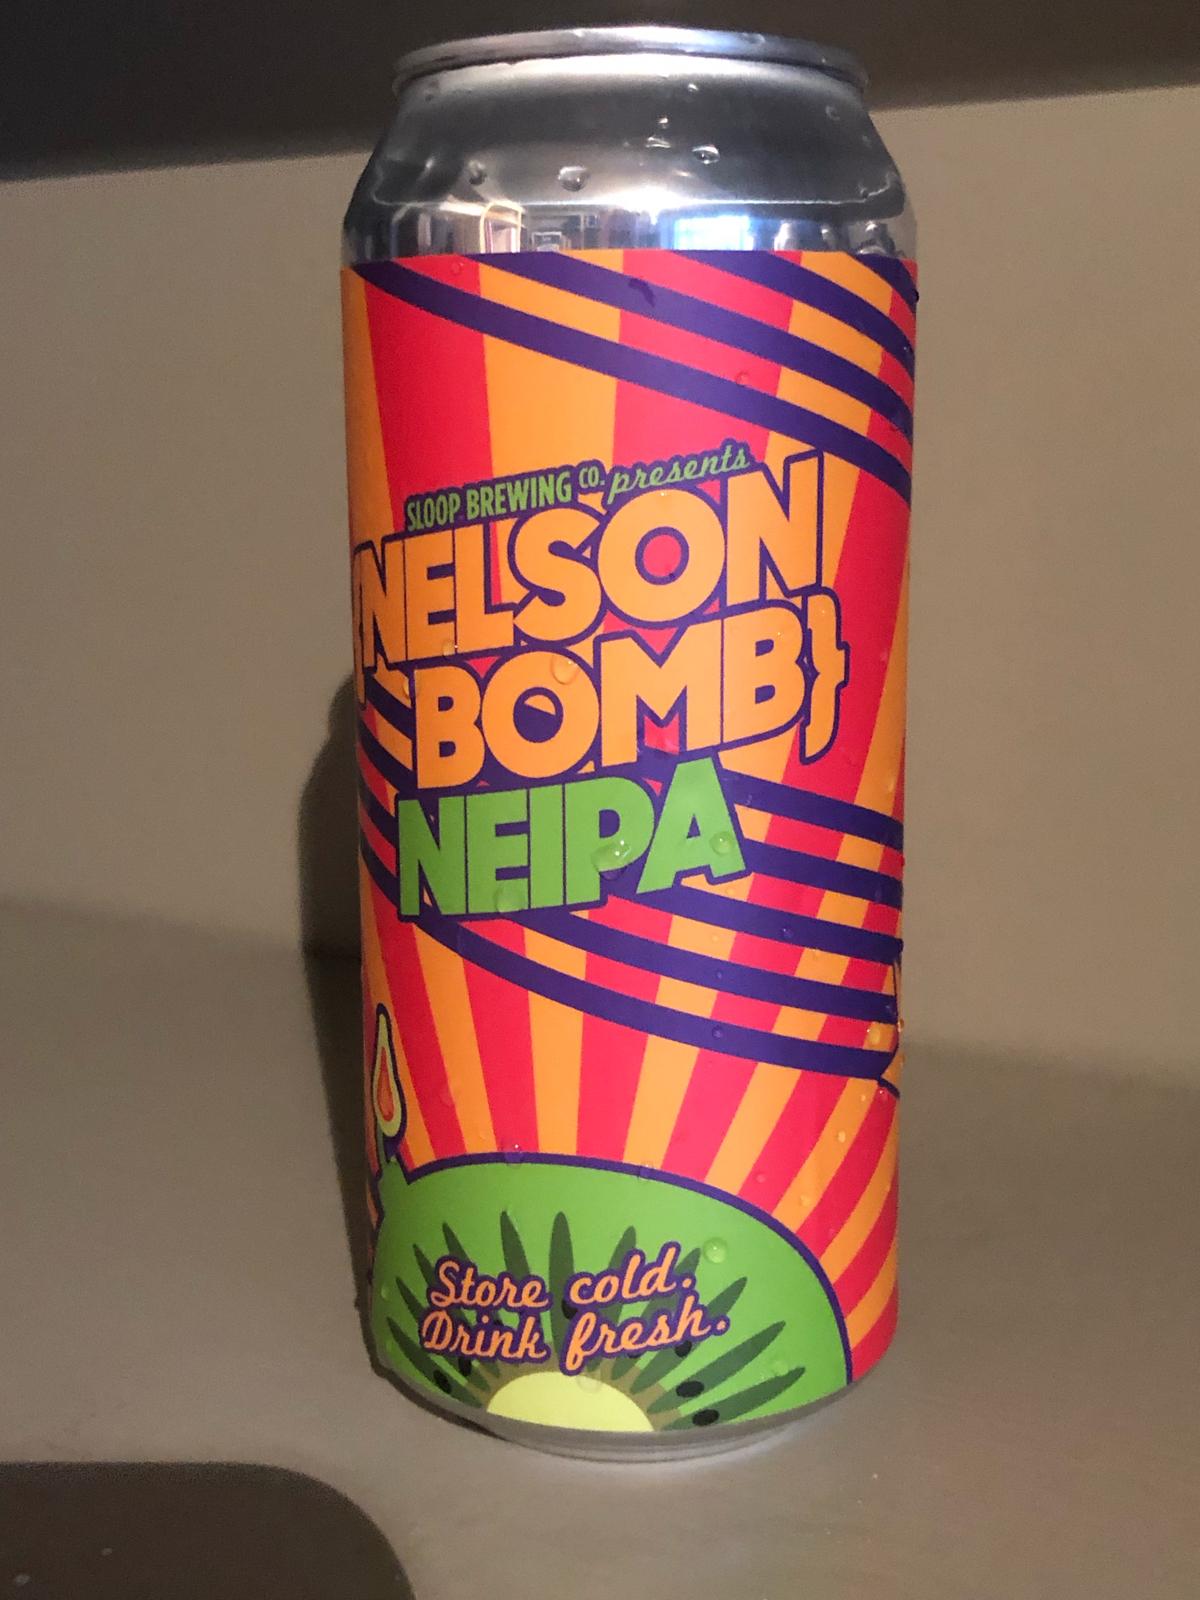 SLOOP BREWING CO. presents
{NELSON
BOMB}
NEIPA
Store cold.
Drink fresh.